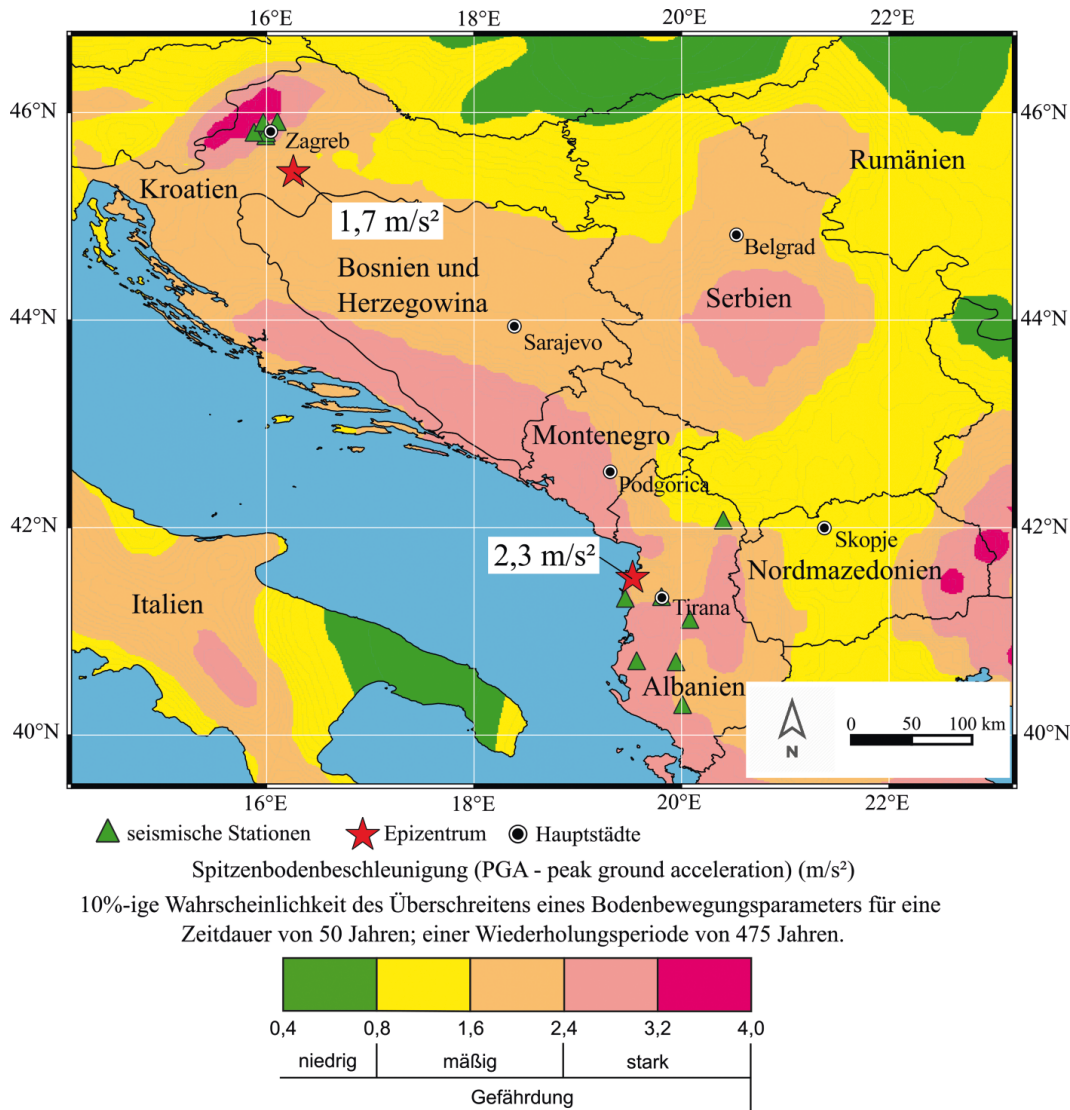 16°E 18°E 20°E 22°E
46°N 46°N
Zagreb
Rumänien
Kroatien
1,7 m/s²
Belgrad
Bosnien und
Herzegowina
Serbien
44°N 44°N
Sarajevo
Montenegro
Podgorica
42°N 42°N
Skopje
2,3 m/s²
Nordmazedonien
Italien
Tirana
Albanien
0 50 100 km
N
40°N 40°N
16°E 18°E 20°E 22°E
seismische Stationen Epizentrum Hauptstädte
Spitzenbodenbeschleunigung (PGA - peak ground acceleration) (m/s²)
10%-ige Wahrscheinlichkeit des Überschreitens eines Bodenbewegungsparameters für eine
Zeitdauer von 50 Jahren; einer Wiederholungsperiode von 475 Jahren.
0,4 0,8 1,6 2,4 3,2 4,0
niedrig mäßig stark
Gefährdung